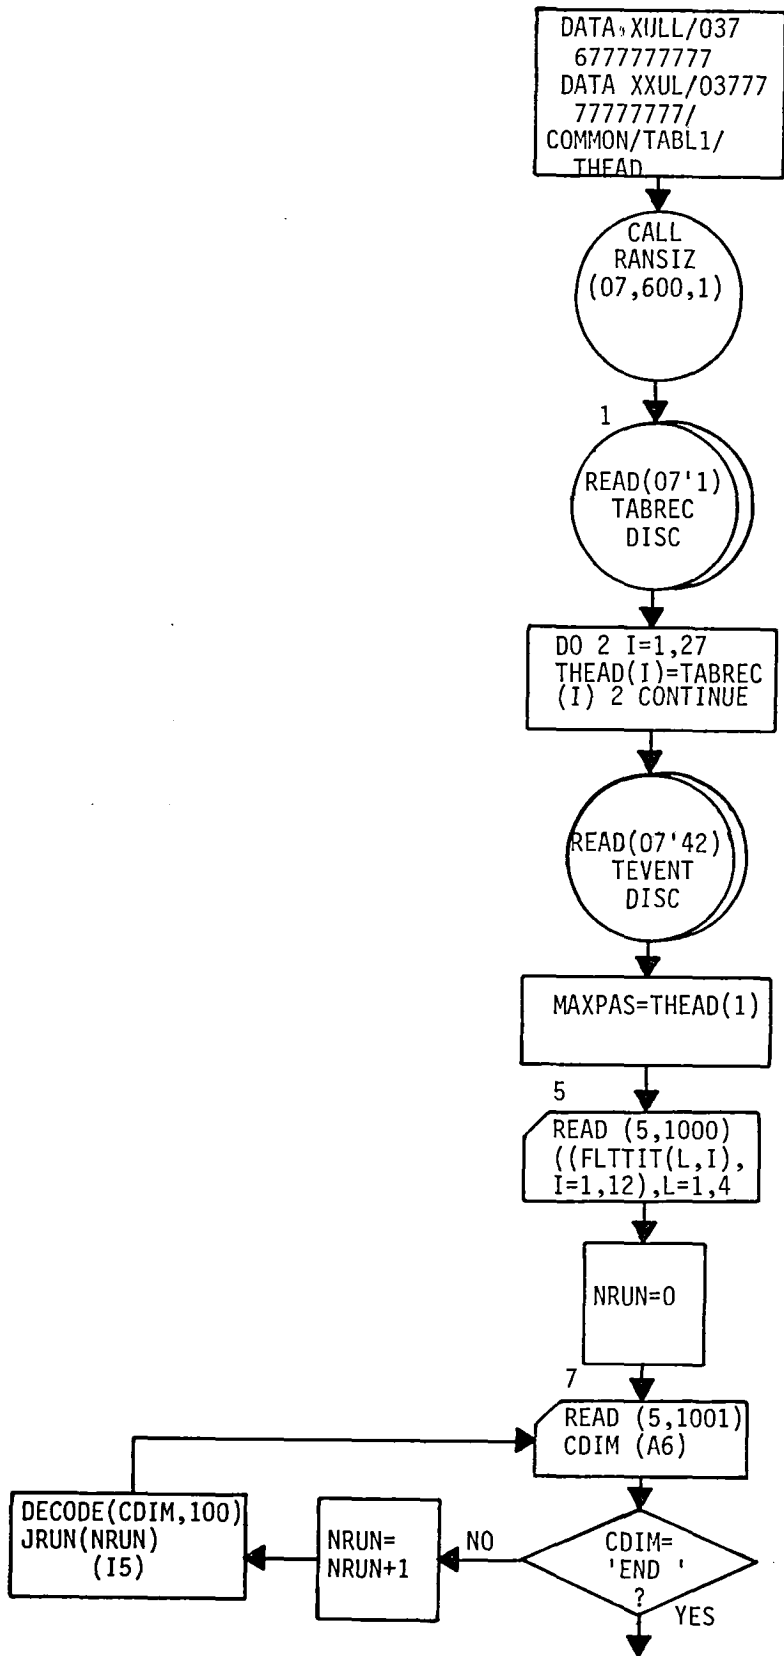 DATA XULL/037
6777777777
DATA XXUL/03777
77777777/
COMMON/TABL1/
THEAD
CALL
RANSIZ
(07,600,1)
1
READ(07'1)
TABREC
DISC
DO 2 I=1,27
THEAD(I)=TABREC
(I) 2 CONTINUE
READ(07'42)
TEVENT
DISC
MAXPAS=THEAD(1)
5
READ (5,1000)
((FLTTIT(L,I),
I=1,12),L=1,4
NRUN=0
7
READ (5,1001)
CDIM (A6)
DECODE(CDIM,100)
JRUN(NRUN)
(I5)
NRUN=
NRUN+1
NO
CDIM=
'END '
?
YES